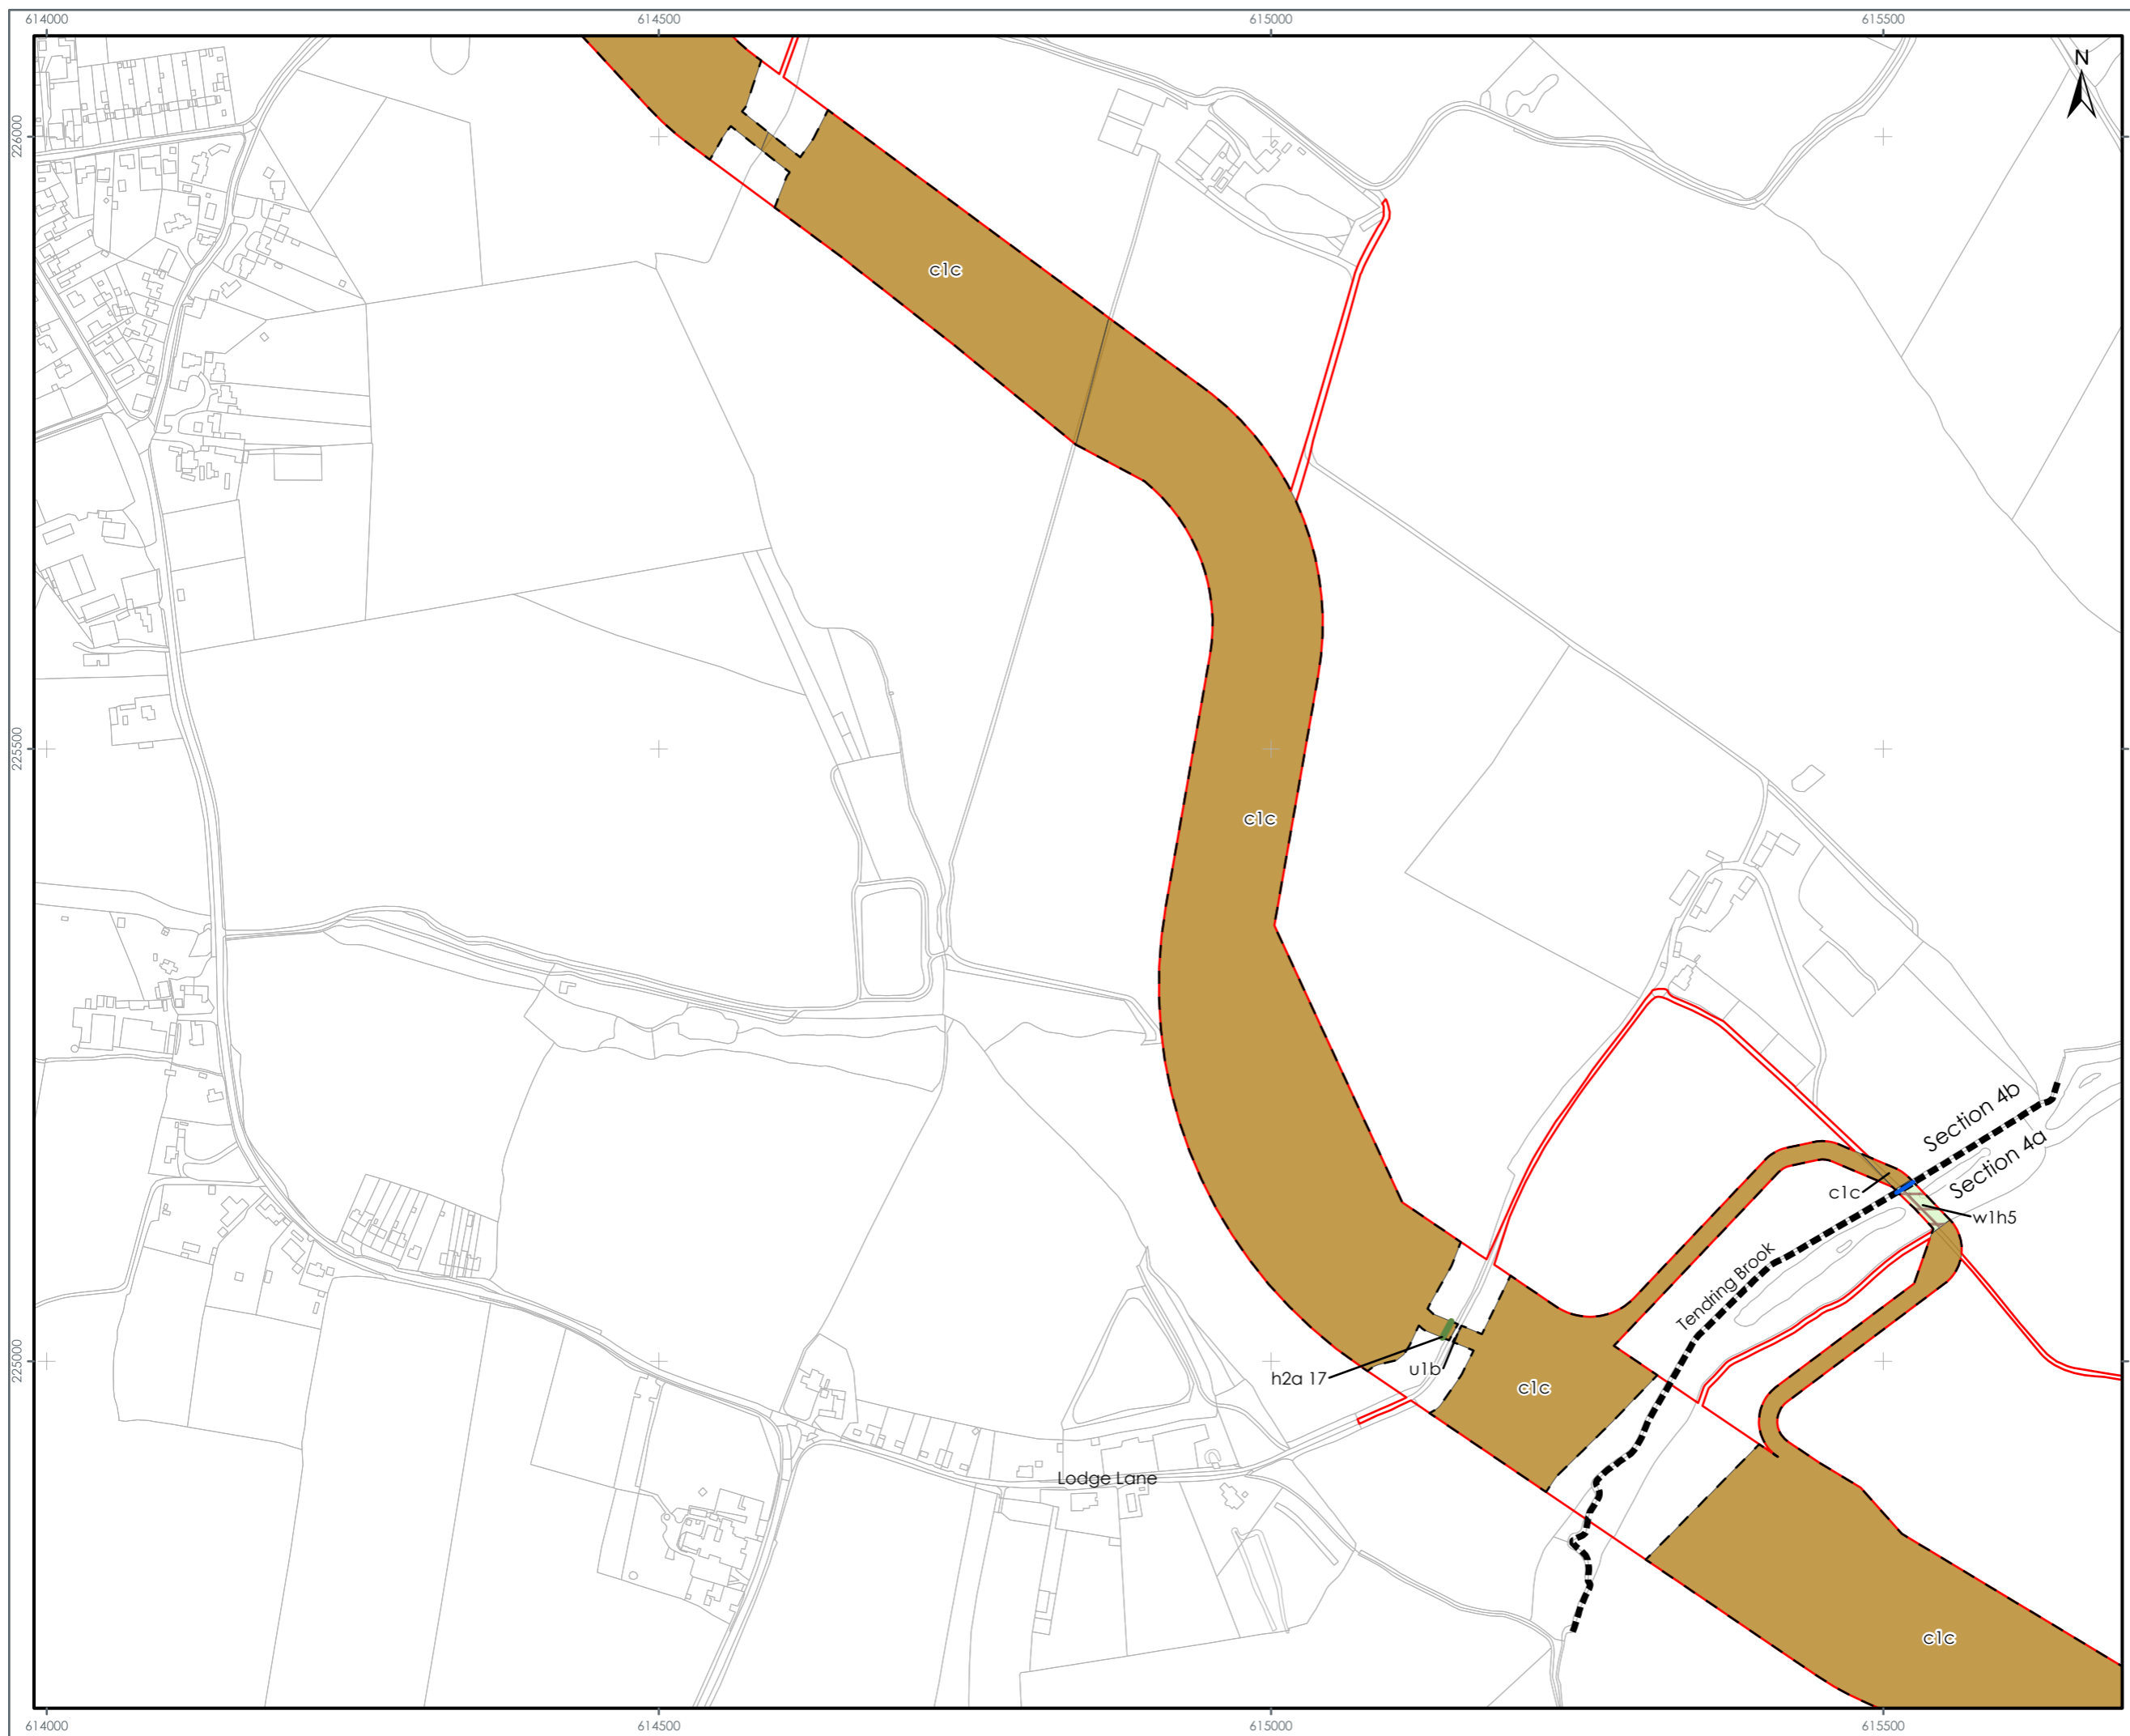 614000 614500 615000 615500
N
226000
c1c
225500
c1c
Section 4b
Section 4a
c1c
w1h5
Tendring Brook
225000
h2a 17
u1b
c1c
Lodge Lane
c1c
614000 614500 615000 615500